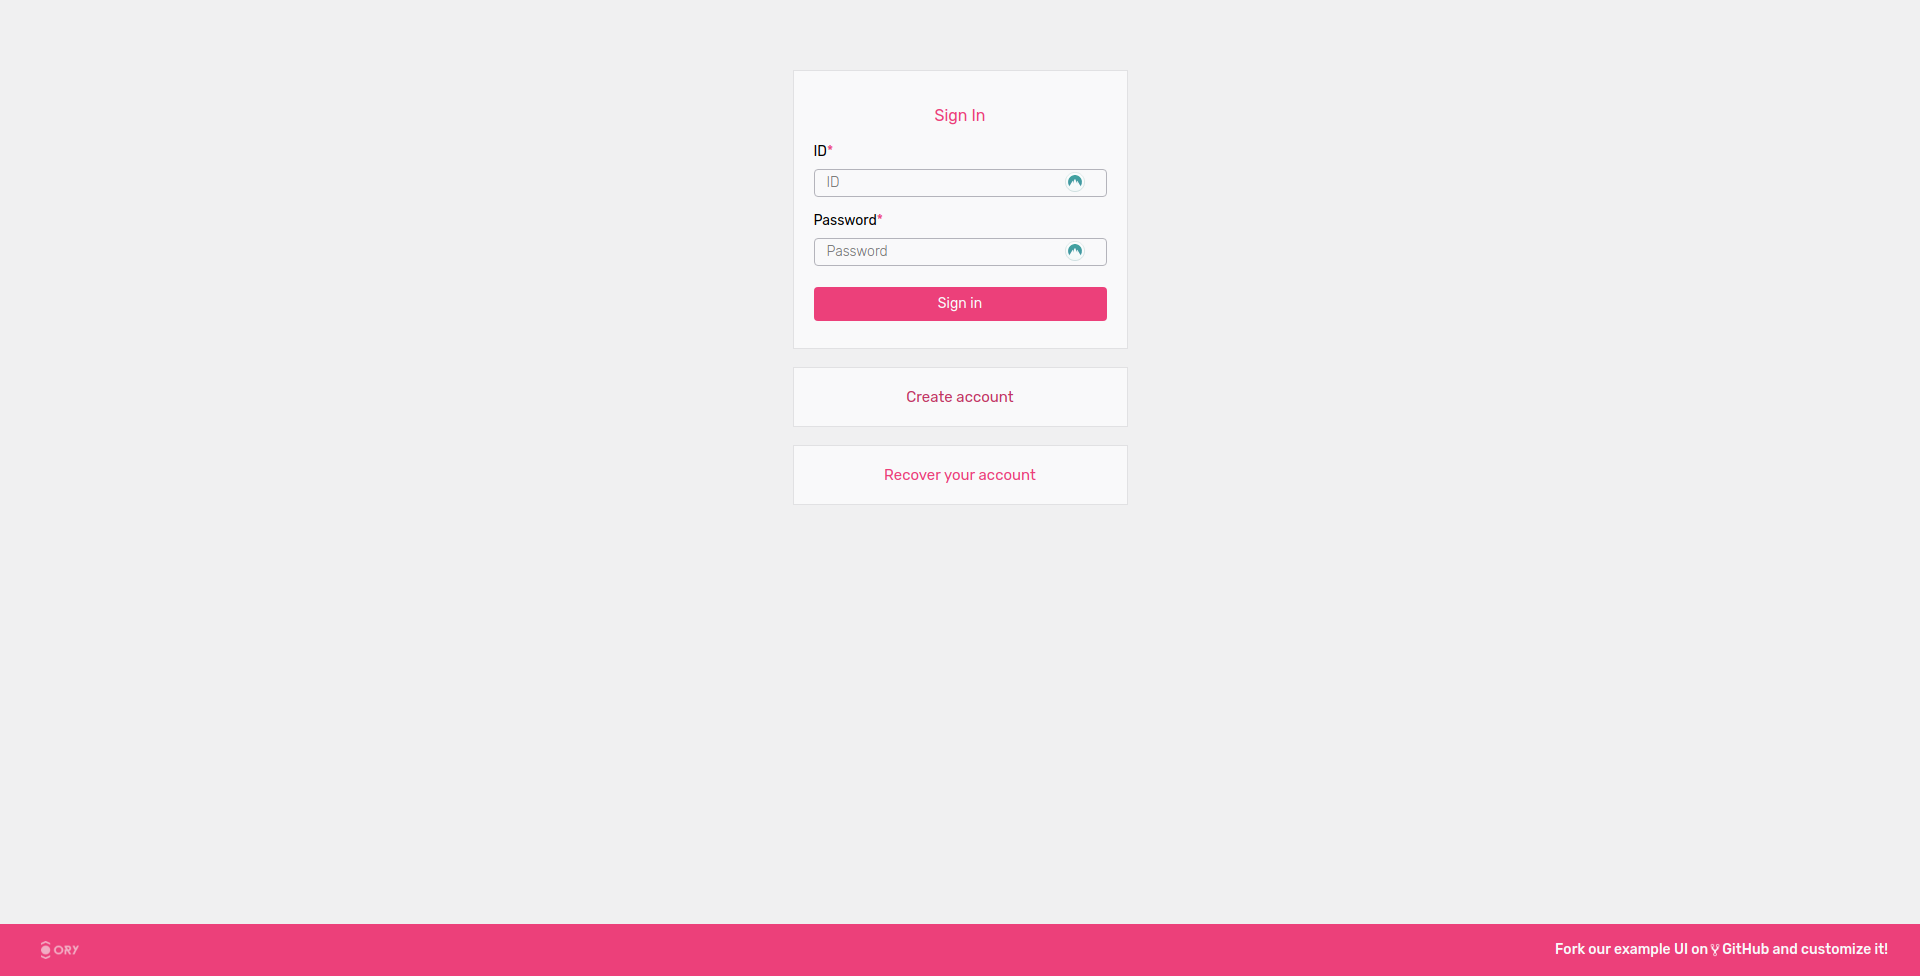 Sign In
ID*
ID
Password*
Password
Sign in
Create account
Recover your account
ORY
Fork our example UI on GitHub and customize it!